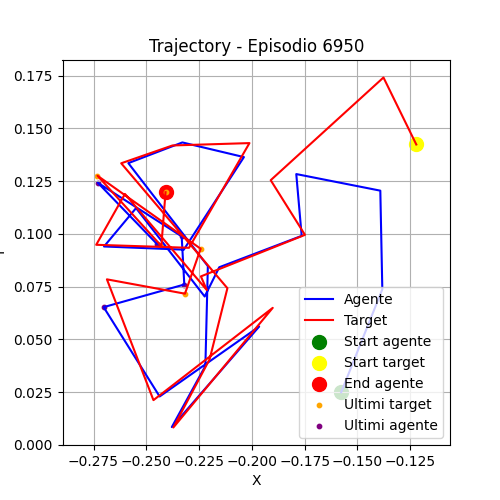 Trajectory - Episodio 6950
0.175
0.150
0.125
0.100
0.075
0.050
0.025
0.000
−0.275 −0.250 −0.225 −0.200 −0.175 −0.150 −0.125
X
Agente
Target
Start agente
Start target
End agente
Ultimi target
Ultimi agente